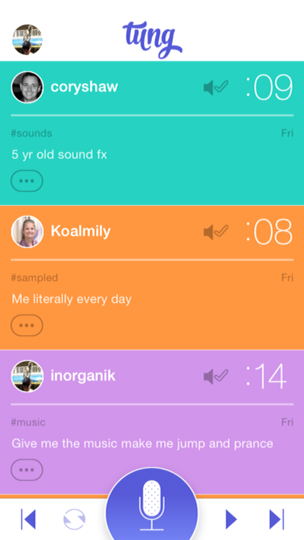 tung
coryshaw :09
#sounds Fri
5 yr old sound fx
Koalmily :08
#sampled Fri
Me literally every day
inorganik :14
#music Fri
Give me the music make me jump and prance